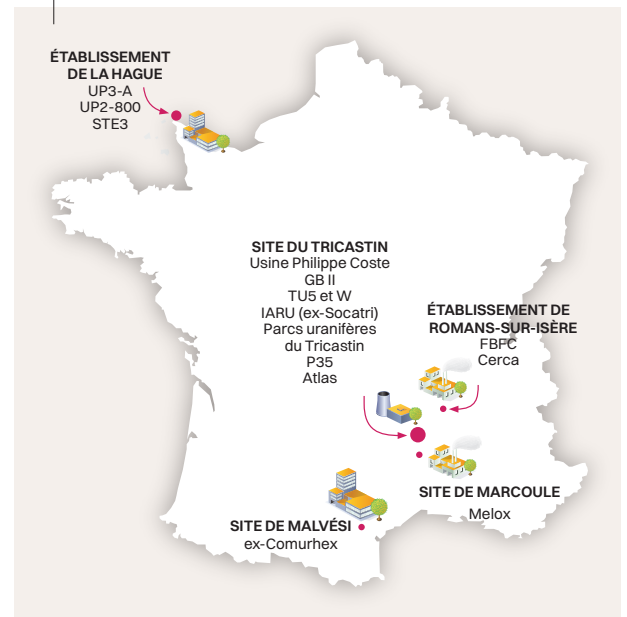 ÉTABLISSEMENT
DE LA HAGUE
UP3-A
UP2-800
STE3
SITE DU TRICASTIN
Usine Philippe Coste
GB II
TU5 et W
IARU (ex-Socatri)
Parcs uranifères
du Tricastin
P35
Atlas
ÉTABLISSEMENT DE
ROMANS-SUR-ISÈRE
FBFC
Cerca
SITE DE MARCOULE
Melox
SITE DE MALVÉSI
ex-Comurhex